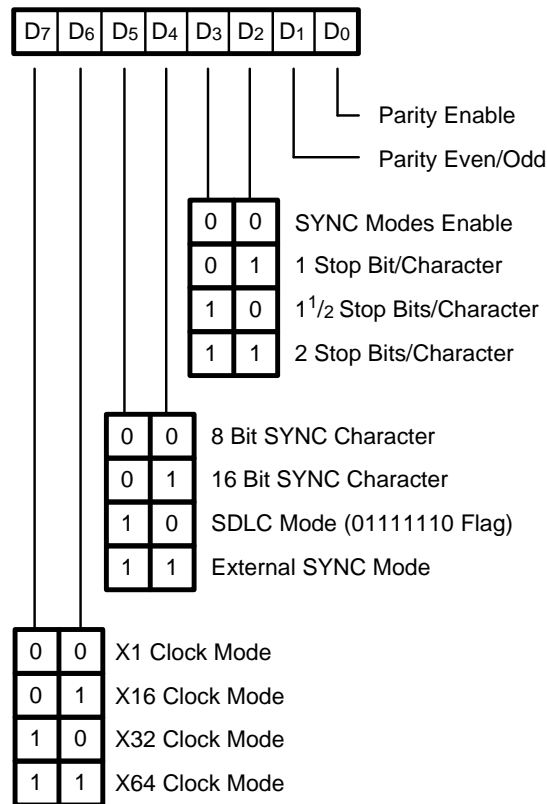 D7 D6 D5 D4 D3 D2 D1 D0
Parity Enable
Parity Even/Odd
0 0 SYNC Modes Enable
0 1 1 Stop Bit/Character
1 0 1 1/2 Stop Bits/Character
1 1 2 Stop Bits/Character
0 0 8 Bit SYNC Character
0 1 16 Bit SYNC Character
1 0 SDLC Mode (01111110 Flag)
1 1 External SYNC Mode
0 0 X1 Clock Mode
0 1 X16 Clock Mode
1 0 X32 Clock Mode
1 1 X64 Clock Mode